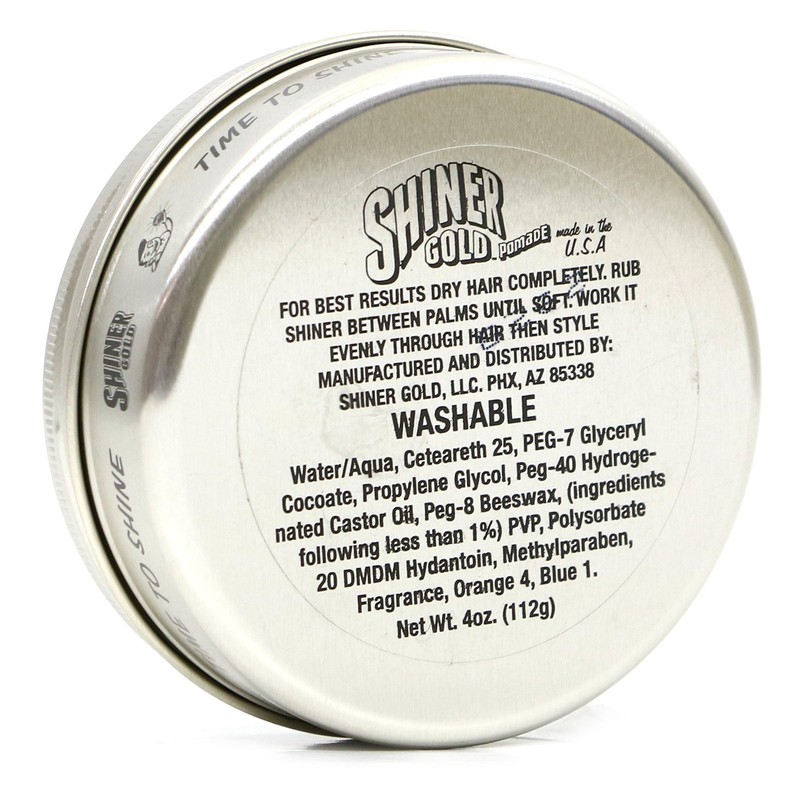 TIME TO SHINE
SHINER
GOLD
TIME TO SHINE
SHINER
GOLD POMADE made in the
U.S.A
FOR BEST RESULTS DRY HAIR COMPLETELY. RUB
SHINER BETWEEN PALMS UNTIL SOFT. WORK IT
EVENLY THROUGH HAIR THEN STYLE
MANUFACTURED AND DISTRIBUTED BY:
SHINER GOLD, LLC. PHX, AZ 85338
WASHABLE
Water/Aqua, Ceteareth 25, PEG-7 Glyceryl
Cocoate, Propylene Glycol, Peg-40 Hydroge-
nated Castor Oil, Peg-8 Beeswax, (ingredients
following less than 1%) PVP, Polysorbate
20 DMDM Hydantoin, Methylparaben,
Fragrance, Orange 4, Blue 1.
Net Wt. 4oz. (112g)